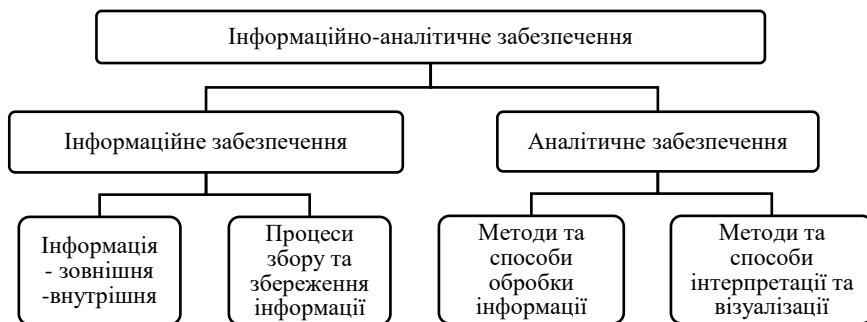 Інформаційно-аналітичне забезпечення
Інформаційне забезпечення
Аналітичне забезпечення
Інформація
- зовнішня
-внутрішня
Процеси
збору та
збереження
інформації
Методи та
способи
обробки
інформації
Методи та
способи
інтерпретації та
візуалізації